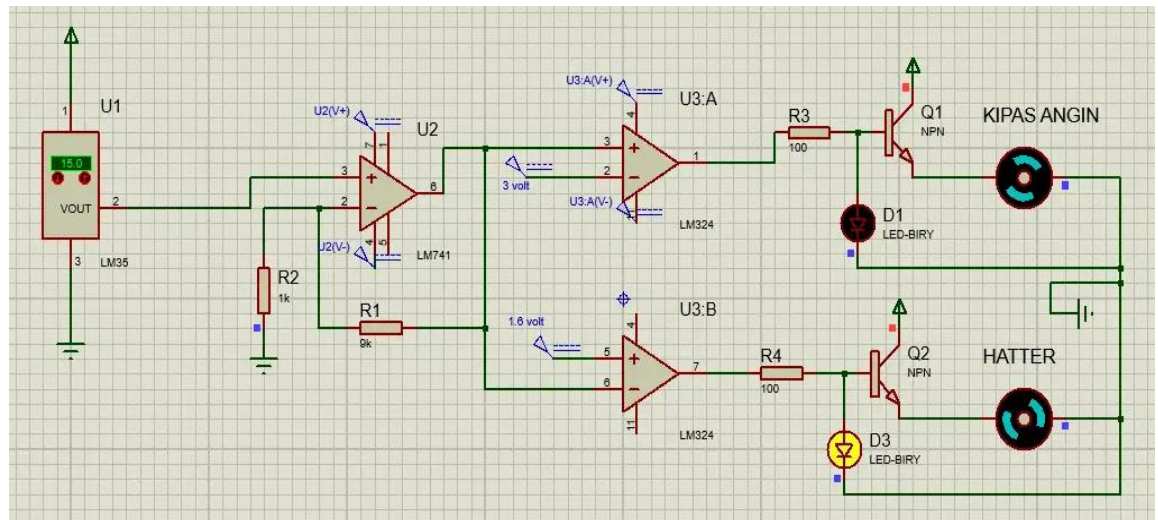 1
U1
15.0
VOUT
2
3
LM35
U2(V+)
U2
7
1
3
2
6
4
5
U2(V-)
LM741
R2
1k
R1
9k
U3:A(V+)
U3:A
4
3
2
1
3 volt
U3:A(V-)
LM324
R3
100
Q1
NPN
KIPAS ANGIN
D1
LED-BIRY
U3:B
1.6 volt
4
5
6
7
11
LM324
R4
100
Q2
NPN
HATTER
D3
LED-BIRY